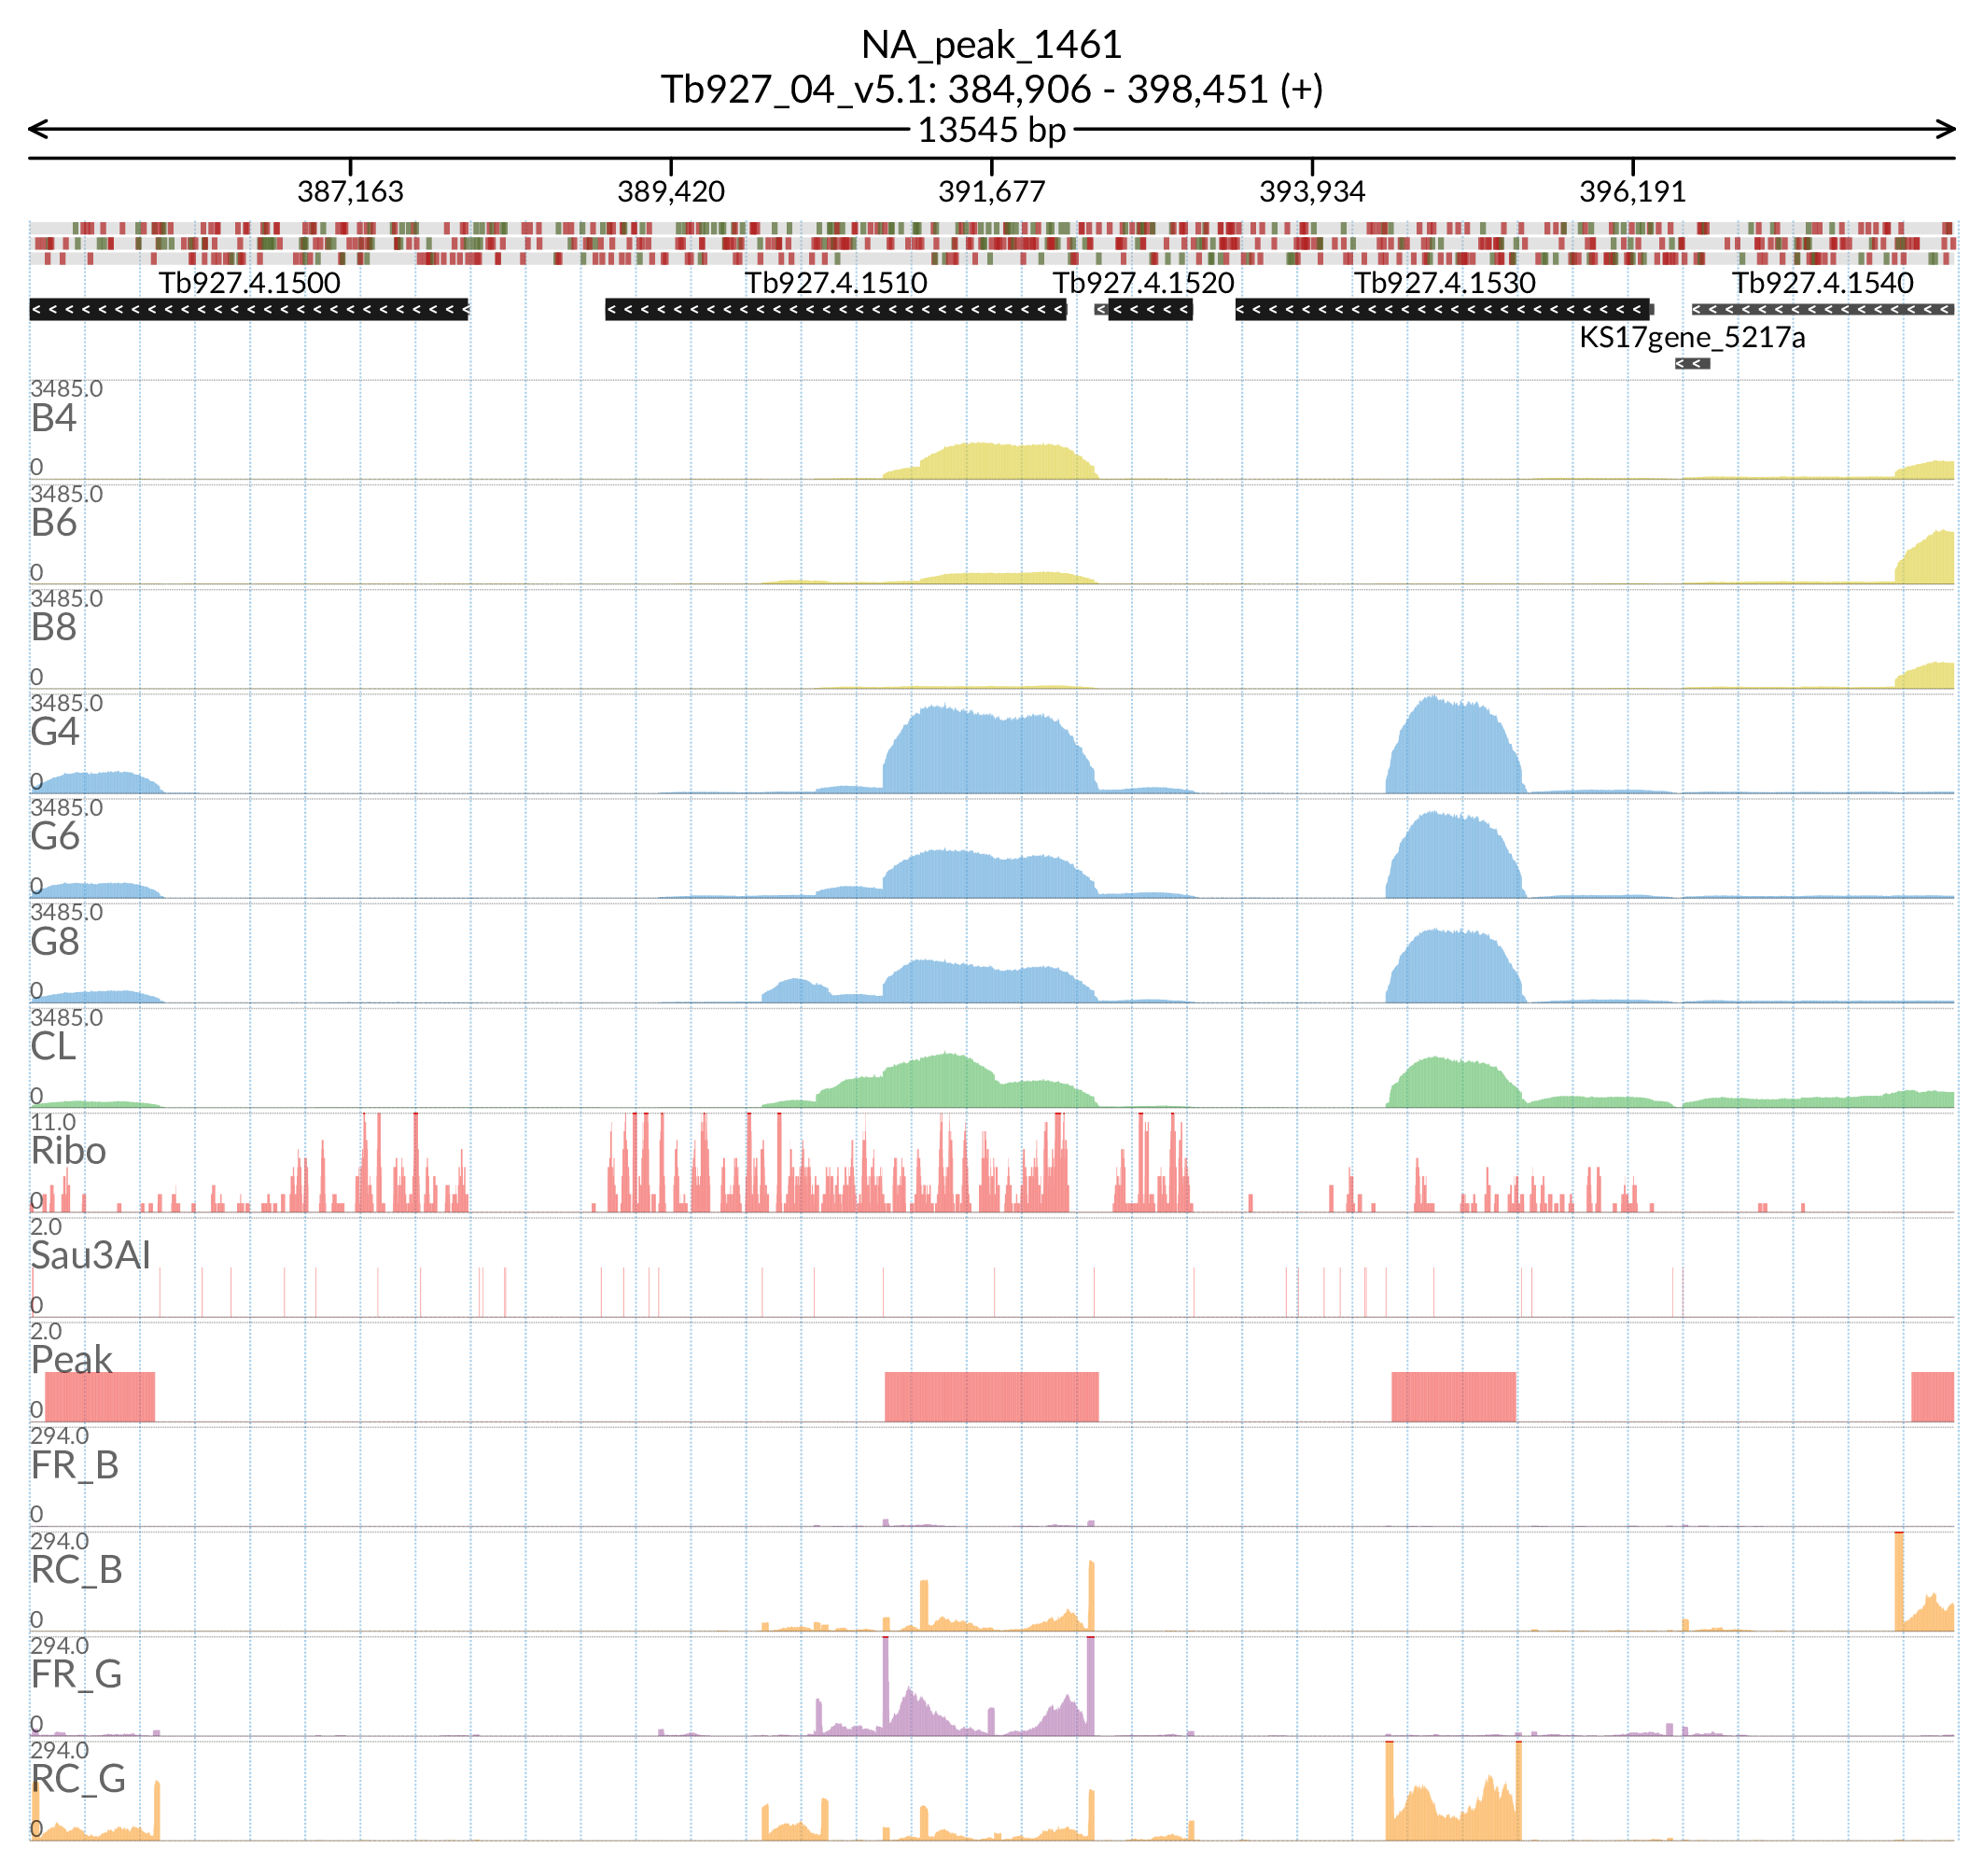 NA_peak_1461
Tb927_04_v5.1: 384,906 - 398,451 (+)
13545 bp
387,163 389,420 391,677 393,934 396,191
Tb927.4.1500 Tb927.4.1510 Tb927.4.1520 Tb927.4.1530 Tb927.4.1540
KS17gene_5217a
3485.0
B4
0
3485.0
B6
0
3485.0
B8
0
3485.0
G4
0
3485.0
G6
0
3485.0
G8
0
3485.0
CL
0
11.0
Ribo
0
2.0
Sau3AI
0
2.0
Peak
0
294.0
FR_B
0
294.0
RC_B
0
294.0
FR_G
0
294.0
RC_G
0